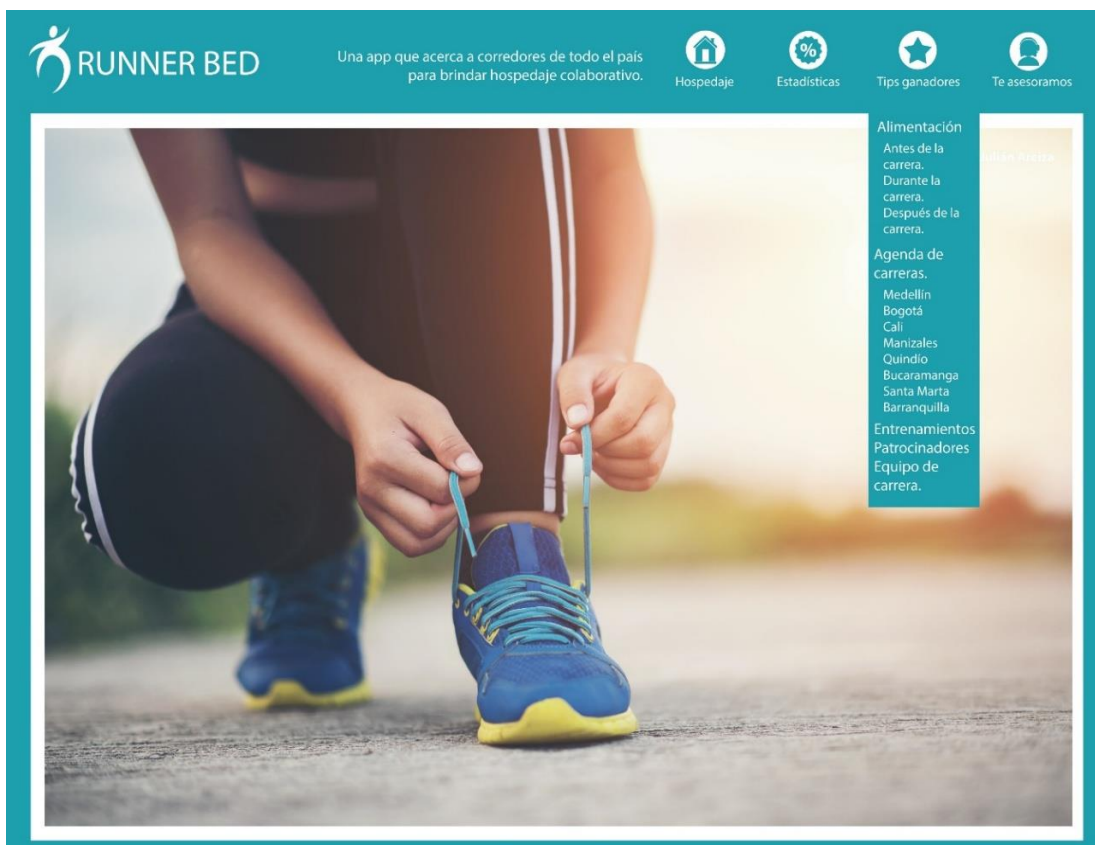 RUNNER BED
Una app que acerca a corredores de todo el país
para brindar hospedaje colaborativo.
Hospedaje
%
Estadísticas
Tips ganadores
Te asesoramos
Alimentación
Antes de la
carrera.
Durante la
carrera.
Después de la
carrera.
Agenda de
carreras.
Medellín
Bogotá
Cali
Manizales
Quindío
Bucaramanga
Santa Marta
Barranquilla
Entrenamientos
Patrocinadores
Equipo de
carrera.